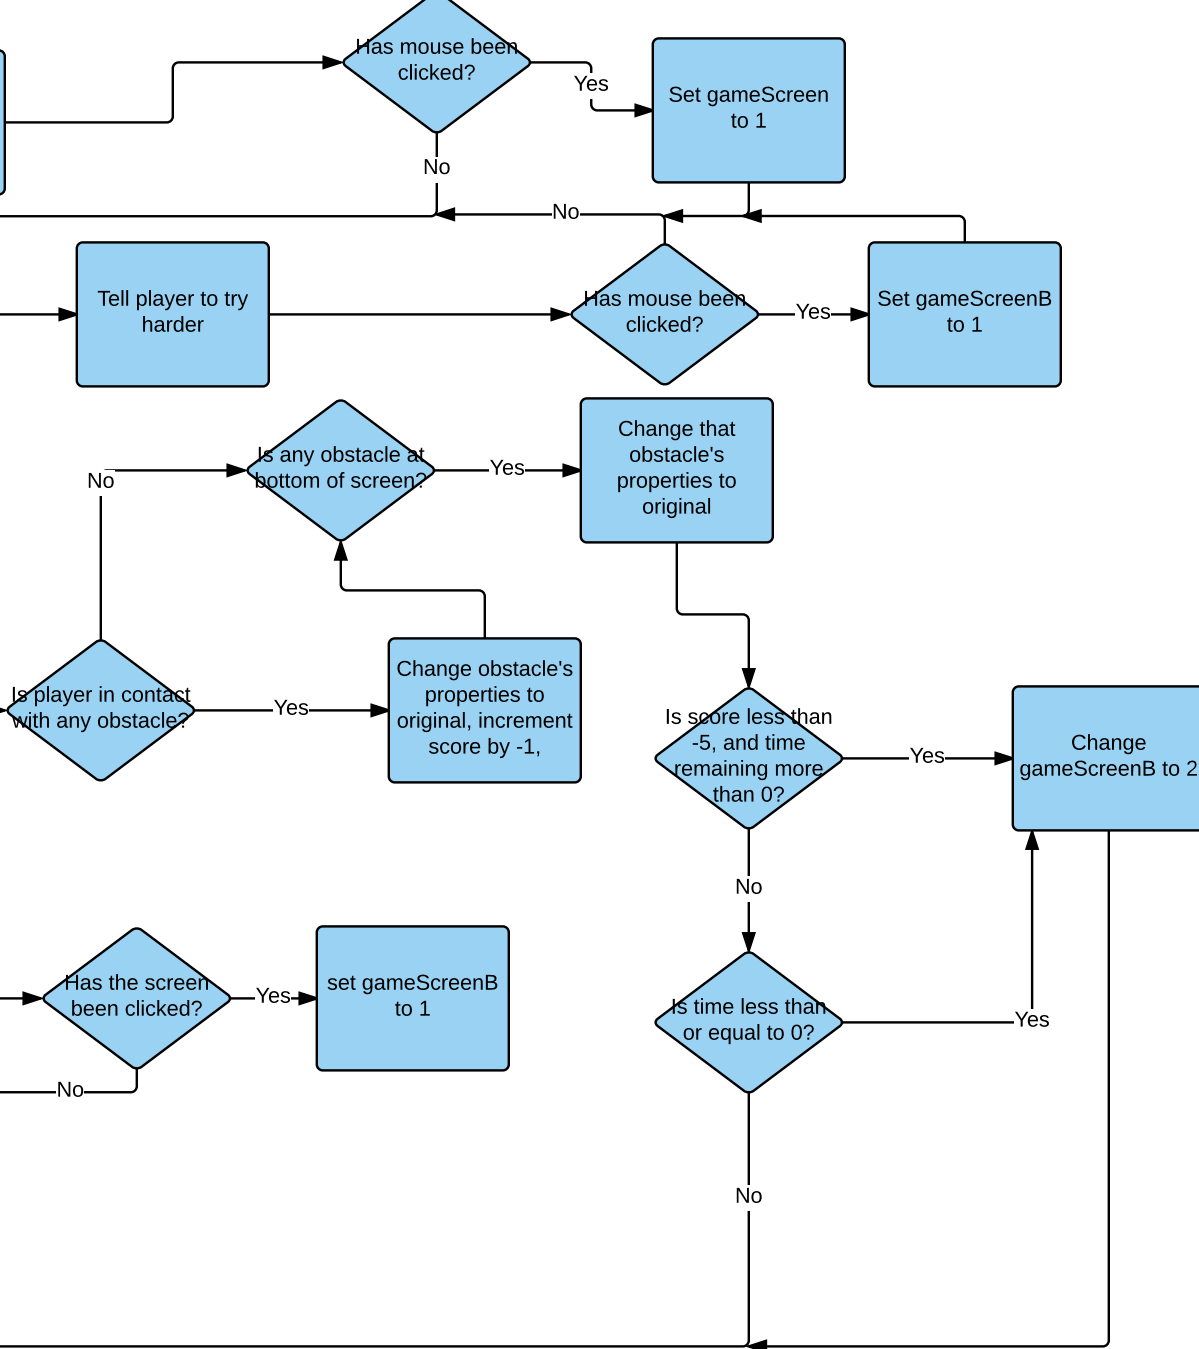 Has mouse been
clicked?
Yes
Set gameScreen
to 1
No
No
Tell player to try
harder
Has mouse been
clicked?
Yes
Set gameScreenB
to 1
Is any obstacle at
bottom of screen?
Yes
Change that
obstacle's
properties to
original
No
Is player in contact
with any obstacle?
Yes
Change obstacle's
properties to
original, increment
score by -1,
Is score less than
-5, and time
remaining more
than 0?
Yes
Change
gameScreenB to 2
No
Has the screen
been clicked?
Yes
set gameScreenB
to 1
Is time less than
or equal to 0?
Yes
No
No